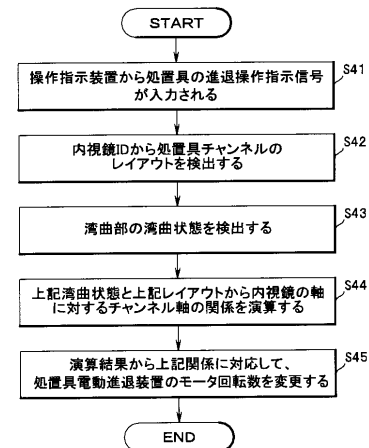 START
S41
操作指示装置から処置具の進退操作指示信号
が入力される
S42
内視鏡IDから処置具チャンネルの
レイアウトを検出する
S43
湾曲部の湾曲状態を検出する
S44
上記湾曲状態と上記レイアウトから内視鏡の軸
に対するチャンネル軸の関係を演算する
S45
演算結果から上記関係に対応して、
処置具電動進退装置のモータ回転数を変更する
END